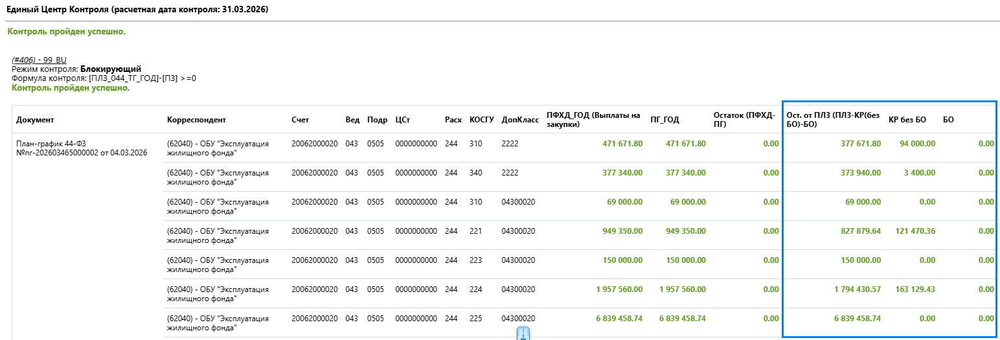 Единый Центр Контроля (расчетная дата контроля: 31.03.2026)
Контроль пройден успешно.
(#406) - 99_BU
Режим контроля: Блокирующий
Формула контроля: [ПЛЗ_044_ТГ_ГОД]-[ПЗ] >=0
Контроль пройден успешно.
Документ Корреспондент Счет Вед Подр ЦСт Расх КОСГУ ДопКласс ПФХД_ГОД (Выплаты на закупки) ПГ_ГОД Остаток (ПФХД-ПГ) Ост. от ПЛЗ (ПЛЗ-КР(без БО)-БО) КР без БО БО
План-график 44-ФЗ (62040) - ОБУ "Эксплуатация 20062000020 043 0505 0000000000 244 310 2222 471 671.80 471 671.80 0.00 377 671.80 94 000.00 0.00
№пг-202603465000002 от 04.03.2026 жилищного фонда"
(62040) - ОБУ "Эксплуатация 20062000020 043 0505 0000000000 244 340 2222 377 340.00 377 340.00 0.00 373 940.00 3 400.00 0.00
жилищного фонда"
(62040) - ОБУ "Эксплуатация 20062000020 043 0505 0000000000 244 310 04300020 69 000.00 69 000.00 0.00 69 000.00 0.00 0.00
жилищного фонда"
(62040) - ОБУ "Эксплуатация 20062000020 043 0505 0000000000 244 221 04300020 949 350.00 949 350.00 0.00 827 879.64 121 470.36 0.00
жилищного фонда"
(62040) - ОБУ "Эксплуатация 20062000020 043 0505 0000000000 244 223 04300020 150 000.00 150 000.00 0.00 150 000.00 0.00 0.00
жилищного фонда"
(62040) - ОБУ "Эксплуатация 20062000020 043 0505 0000000000 244 224 04300020 1 957 560.00 1 957 560.00 0.00 1 794 430.57 163 129.43 0.00
жилищного фонда"
(62040) - ОБУ "Эксплуатация 20062000020 043 0505 0000000000 244 225 04300020 6 839 458.74 6 839 458.74 0.00 6 839 458.74 0.00 0.00
жилищного фонда"